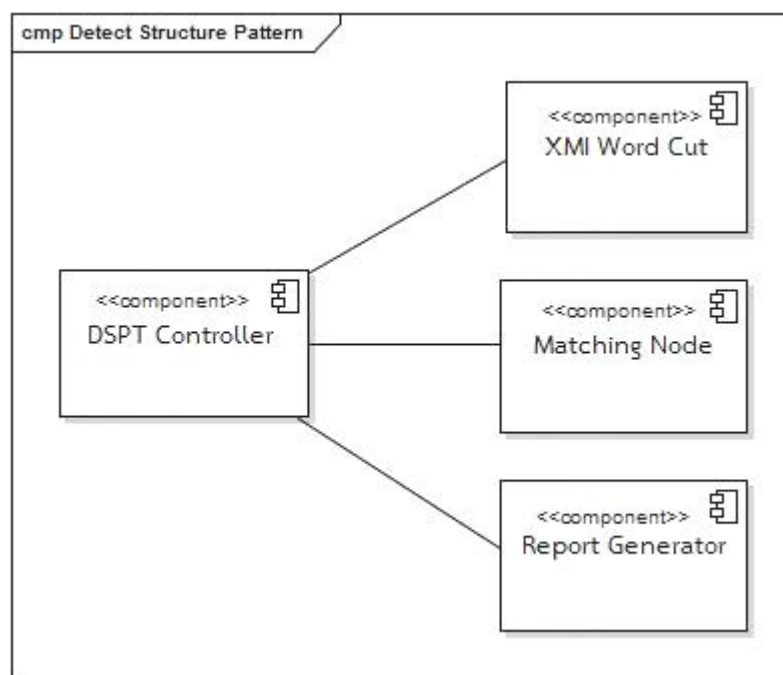 cmp Detect Structure Pattern
<<component>>
XMI Word Cut
<<component>>
DSPT Controller
<<component>>
Matching Node
<<component>>
Report Generator